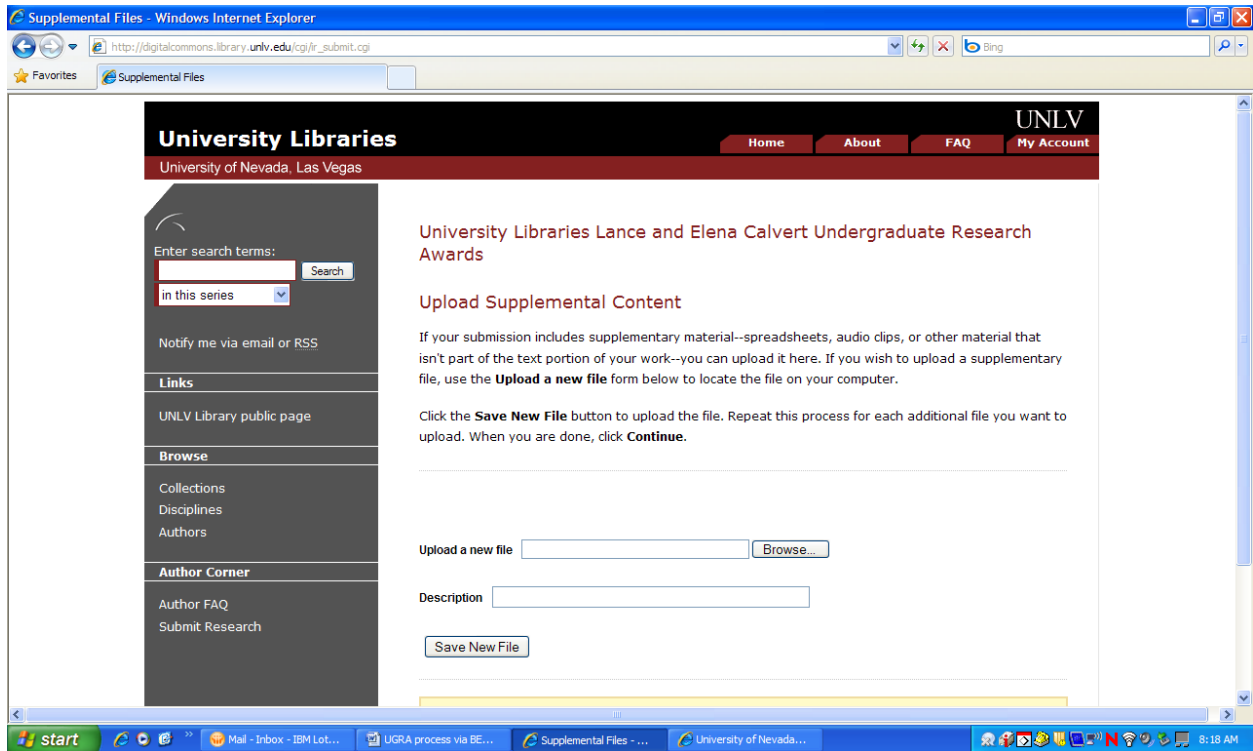 Supplemental Files - Windows Internet Explorer
http://digitalcommons.library.unlv.edu/cgi/ir_submit.cgi
Bing
Favorites
Supplemental Files
UNLV
University Libraries
Home About FAQ My Account
University of Nevada, Las Vegas
Enter search terms:
Search
in this series
Notify me via email or RSS
Links
UNLV Library public page
Browse
Collections
Disciplines
Authors
Author Corner
Author FAQ
Submit Research
University Libraries Lance and Elena Calvert Undergraduate Research
Awards
Upload Supplemental Content
If your submission includes supplementary material--spreadsheets, audio clips, or other material that
isn't part of the text portion of your work--you can upload it here. If you wish to upload a supplementary
file, use the Upload a new file form below to locate the file on your computer.
Click the Save New File button to upload the file. Repeat this process for each additional file you want to
upload. When you are done, click Continue.
Upload a new file Browse...
Description
Save New File
start Mail - Inbox - IBM Lot... UGRA process via BE... Supplemental Files - ... University of Nevada... 8:18 AM